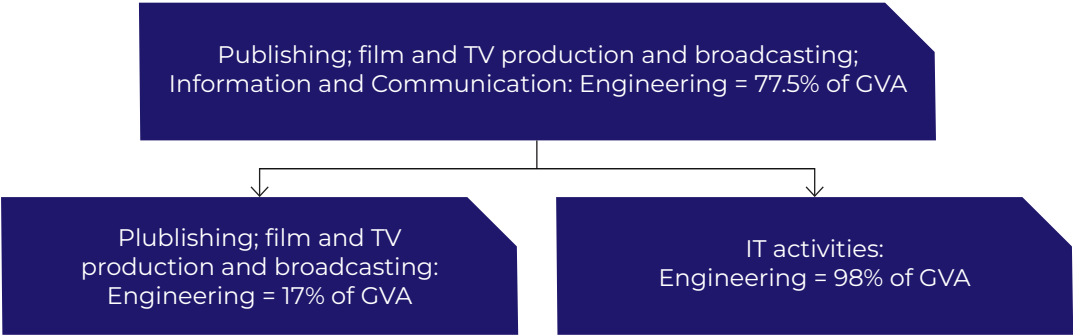 Publishing; film and TV production and broadcasting;
Information and Communication: Engineering = 77.5% of GVA
Plublishing; film and TV
production and broadcasting:
Engineering = 17% of GVA
IT activities:
Engineering = 98% of GVA